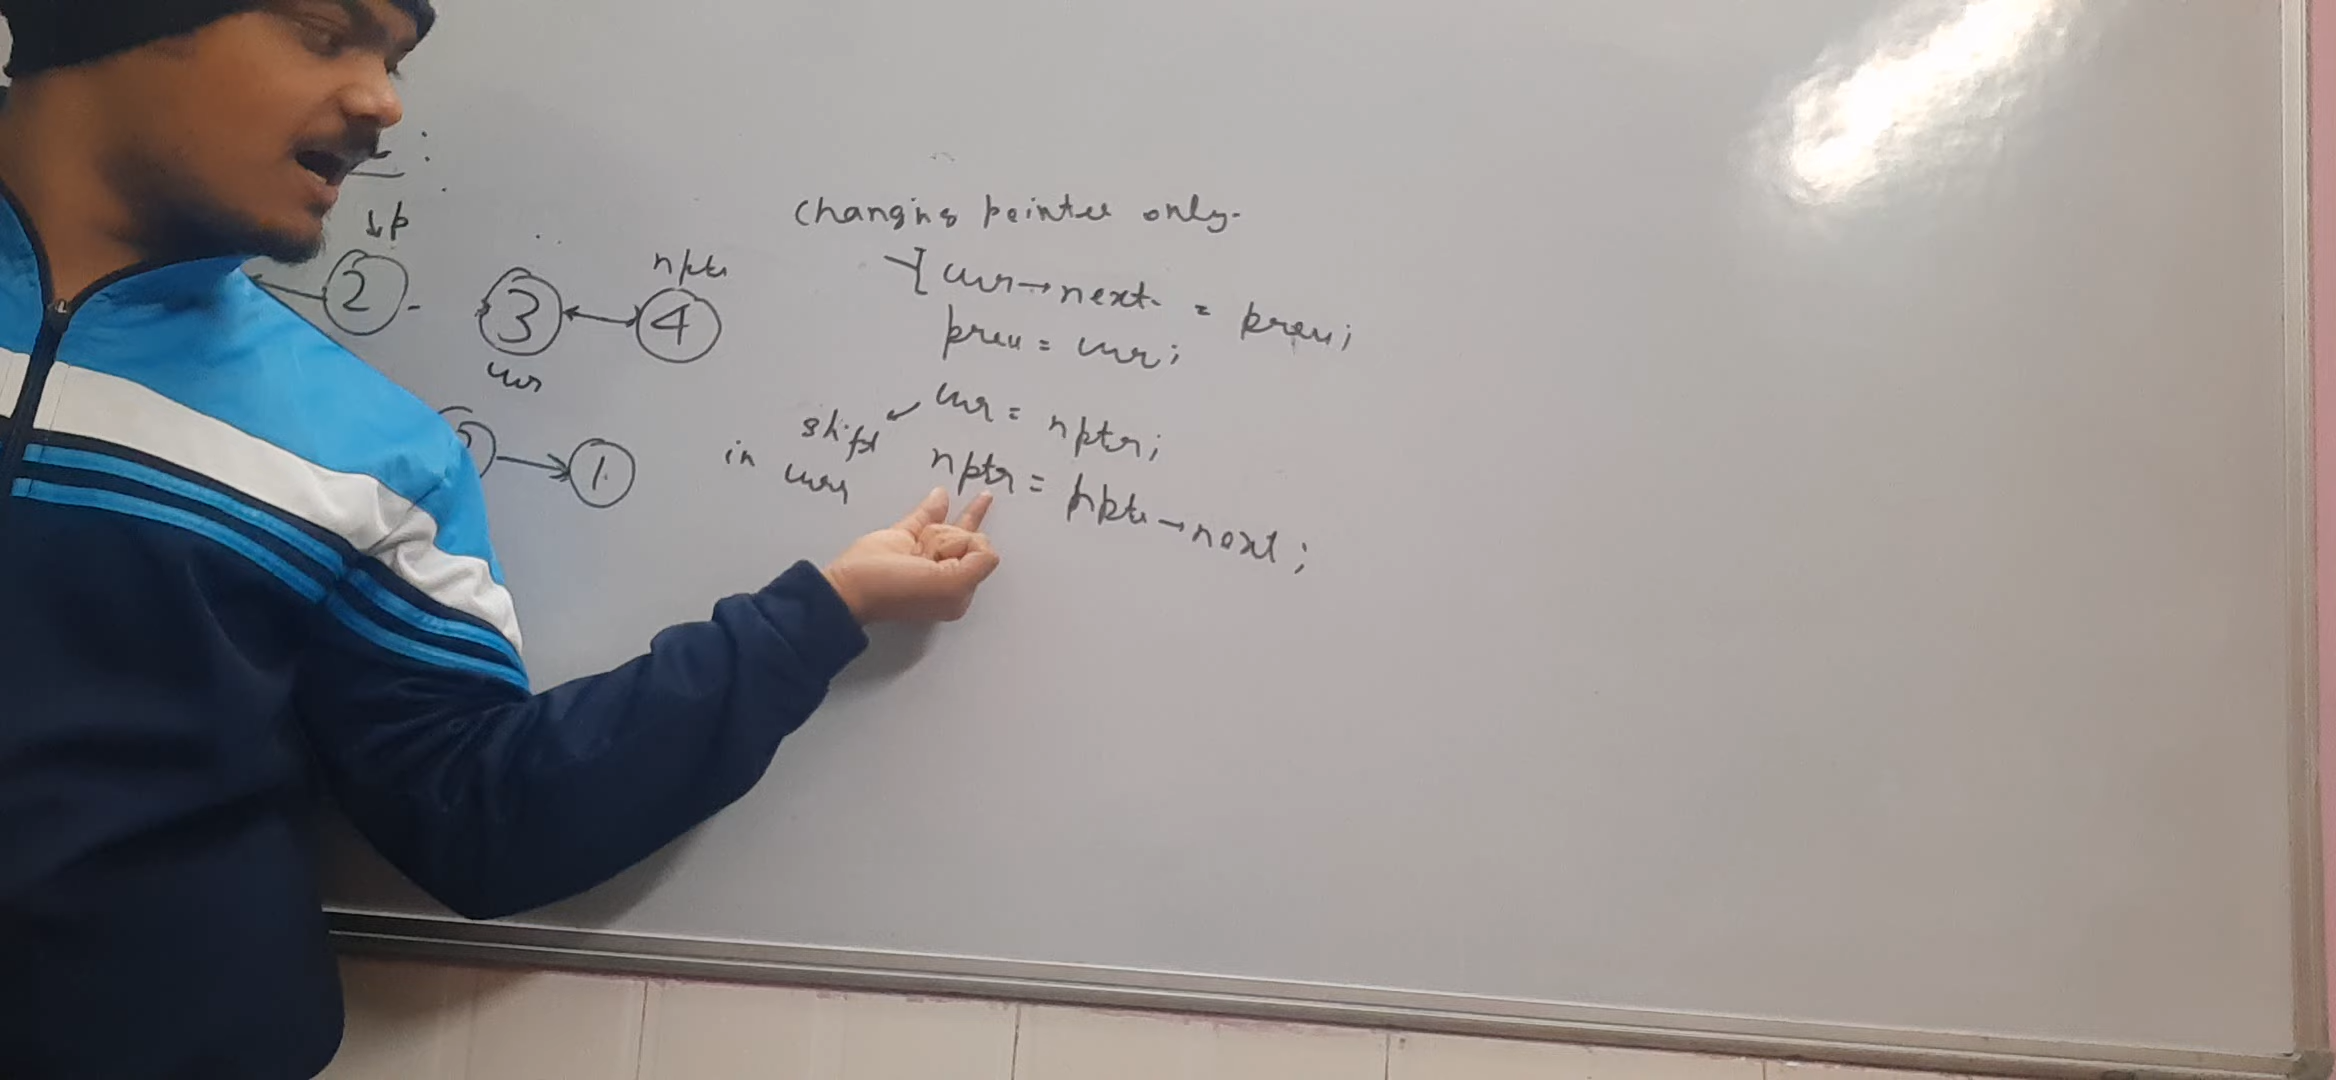 changing pointer only.
{ curr→next = prev;
prev = curr;
curr = nptr;
nptr = nptr→next;
shift
in curr
↓p
2
3
curr
nptr
4
1